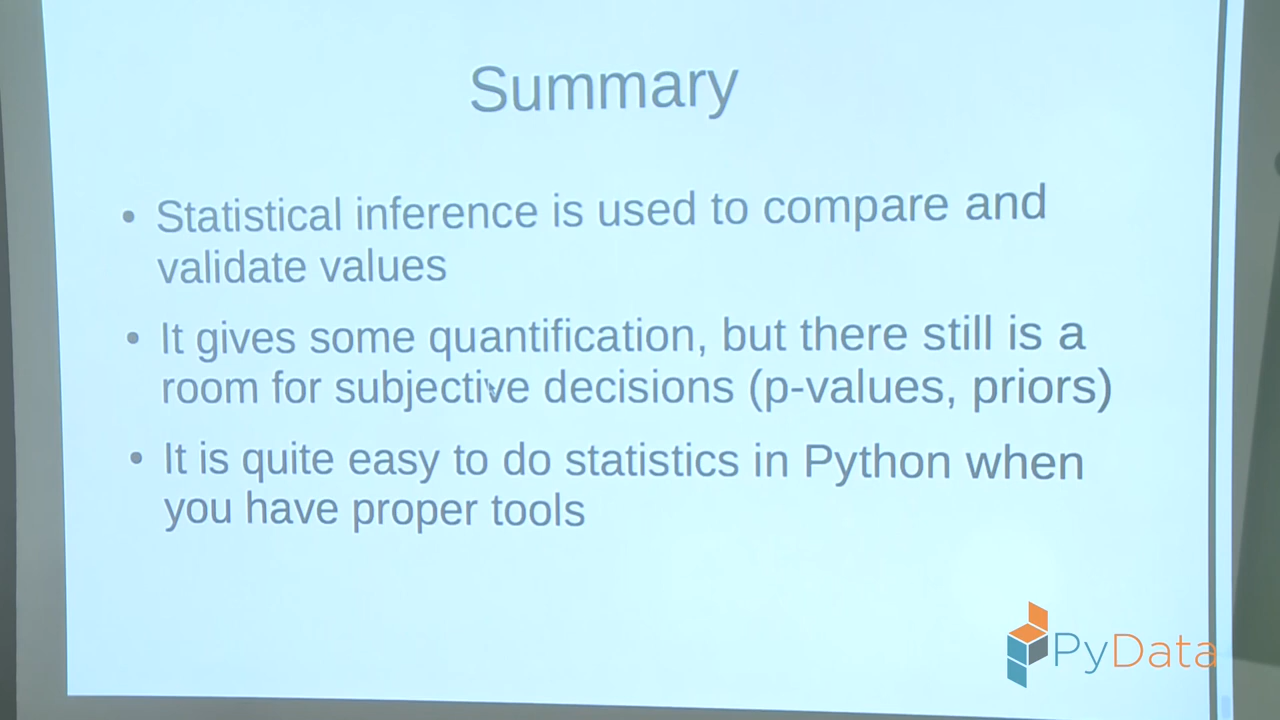 Summary
• Statistical inference is used to compare and
validate values
• It gives some quantification, but there still is a
room for subjective decisions (p-values, priors)
• It is quite easy to do statistics in Python when
you have proper tools
PyData